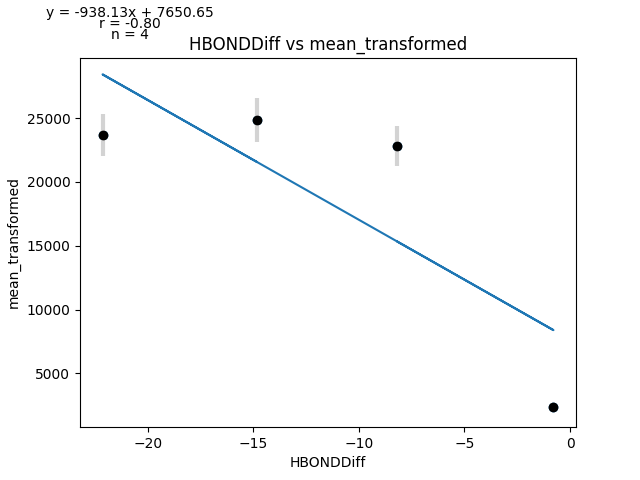 y = -938.13x + 7650.65
r = -0.80
n = 4
HBONDDiff vs mean_transformed
mean_transformed
25000
20000
15000
10000
5000
−20
−15
−10
−5
0
HBONDDiff